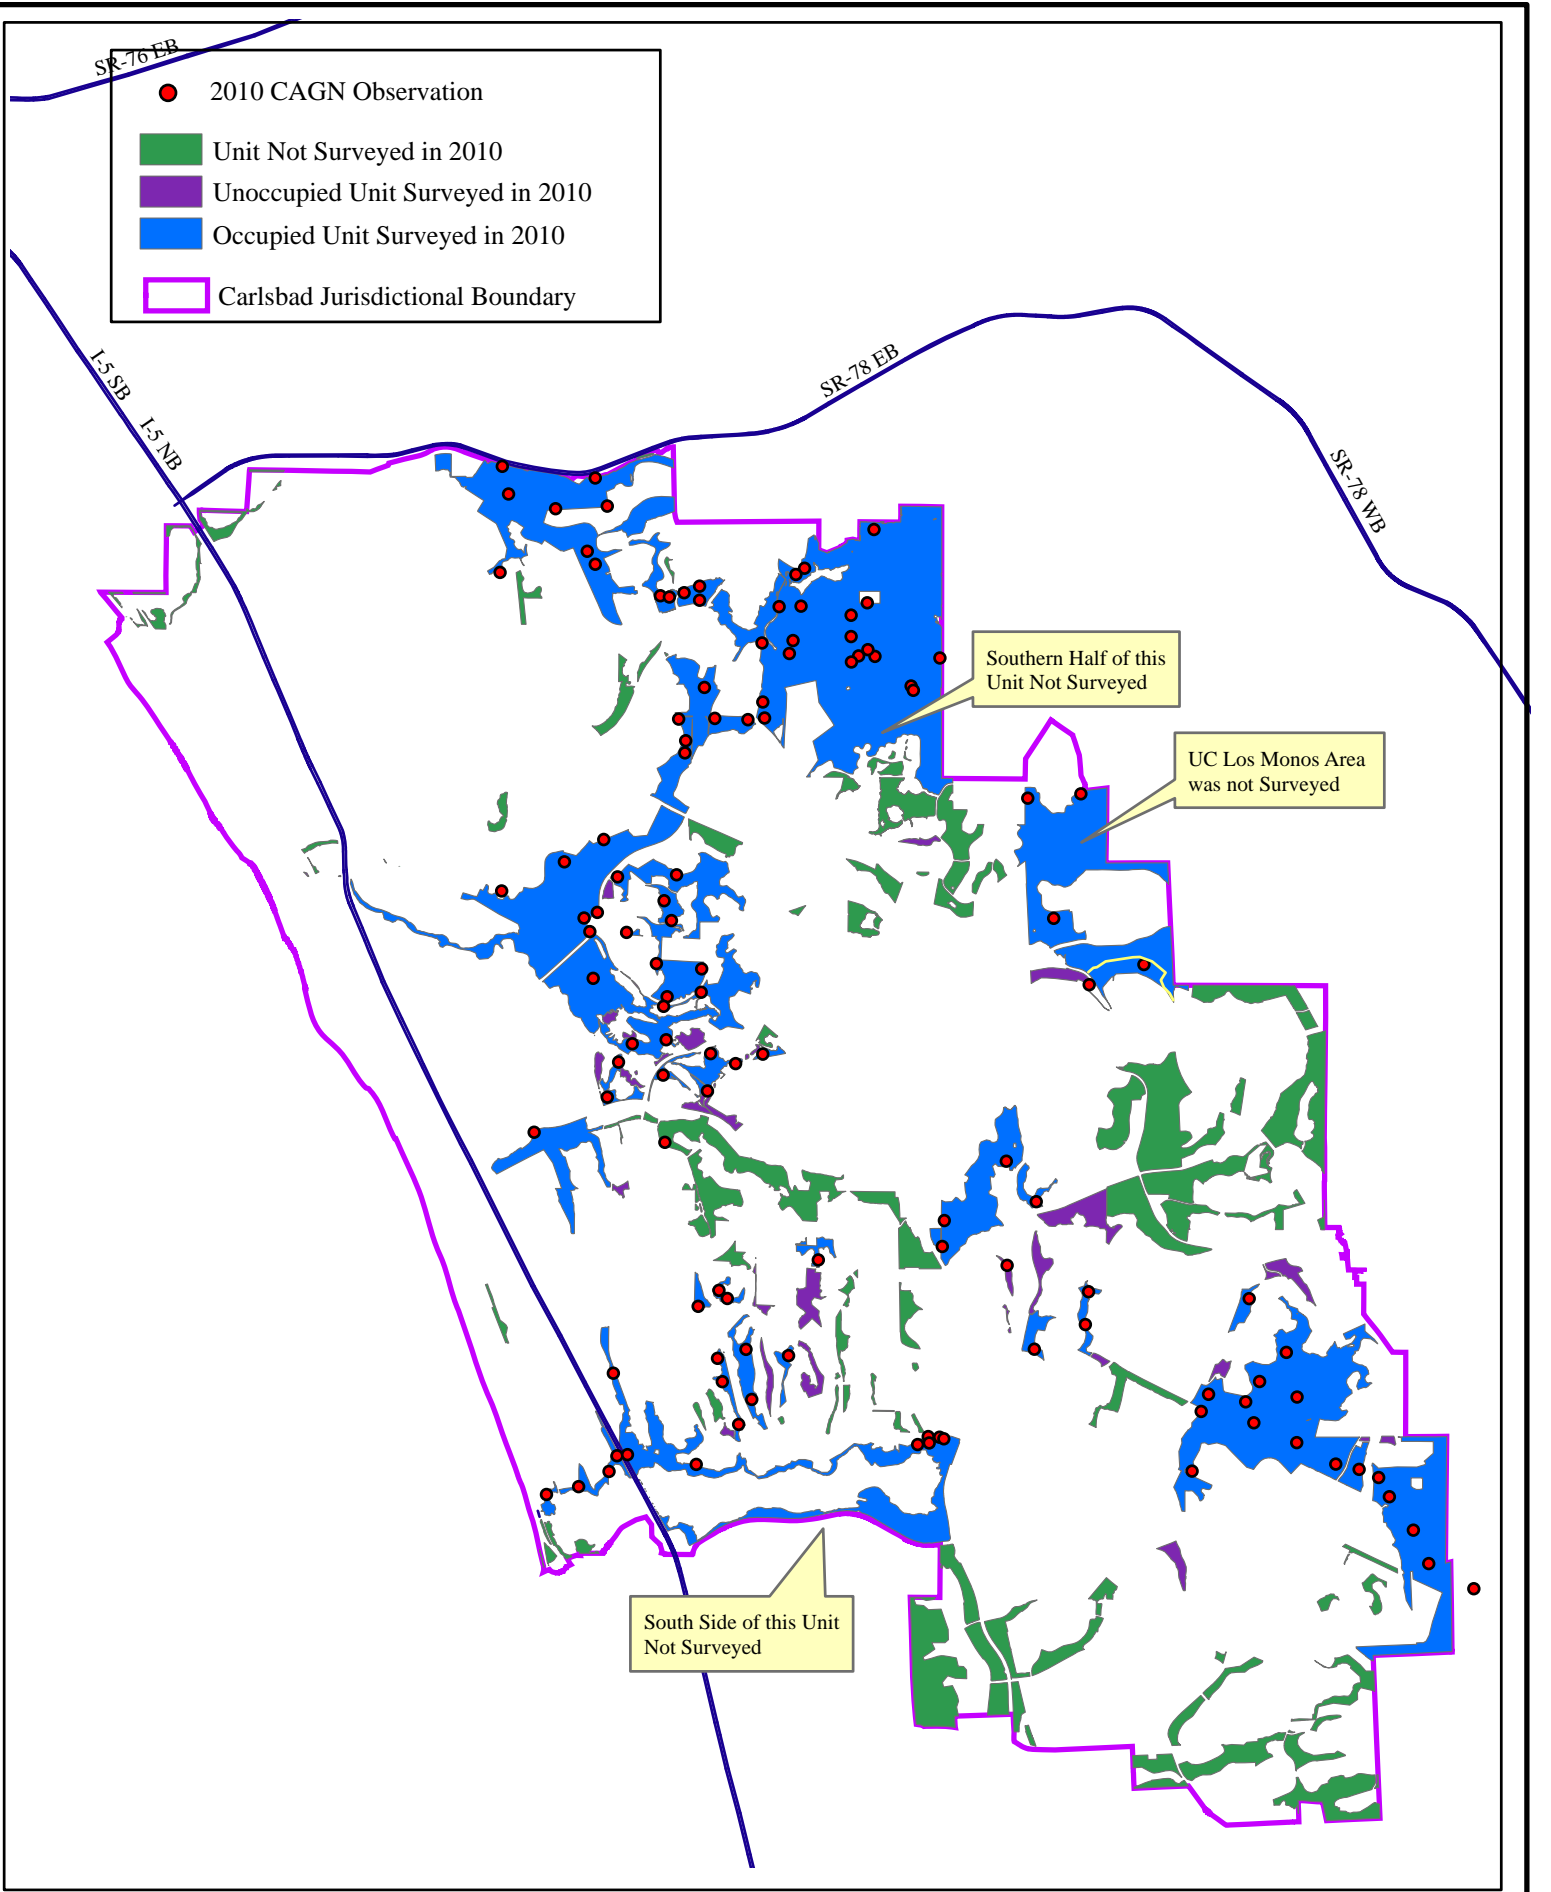 SR-76 EB
2010 CAGN Observation
Unit Not Surveyed in 2010
Unoccupied Unit Surveyed in 2010
Occupied Unit Surveyed in 2010
Carlsbad Jurisdictional Boundary
I-5 SB
I-5 NB
SR-78 EB
SR-78 WB
Southern Half of this
Unit Not Surveyed
UC Los Monos Area
was not Surveyed
South Side of this Unit
Not Surveyed